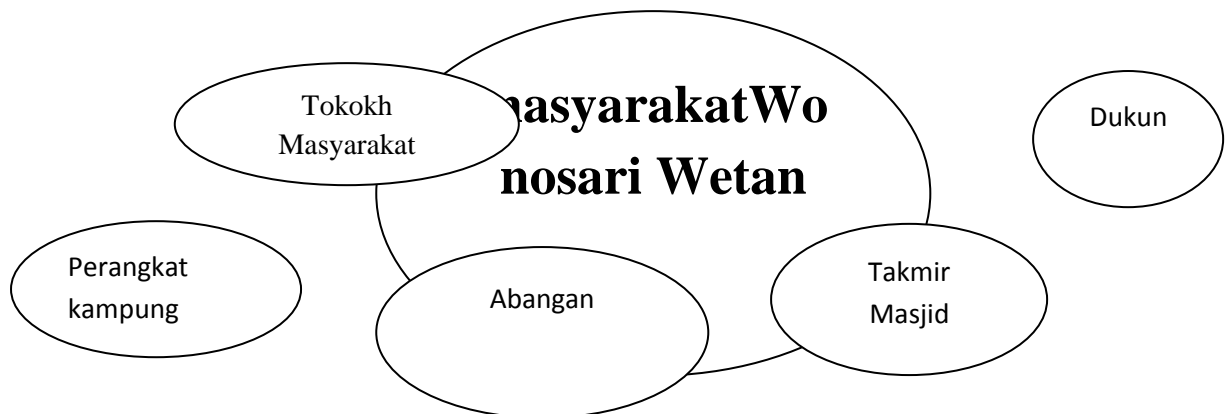 Tokokh
Masyarakat
asyarakatWo
nosari Wetan
Dukun
Perangkat
kampung
Abangan
Takmir
Masjid